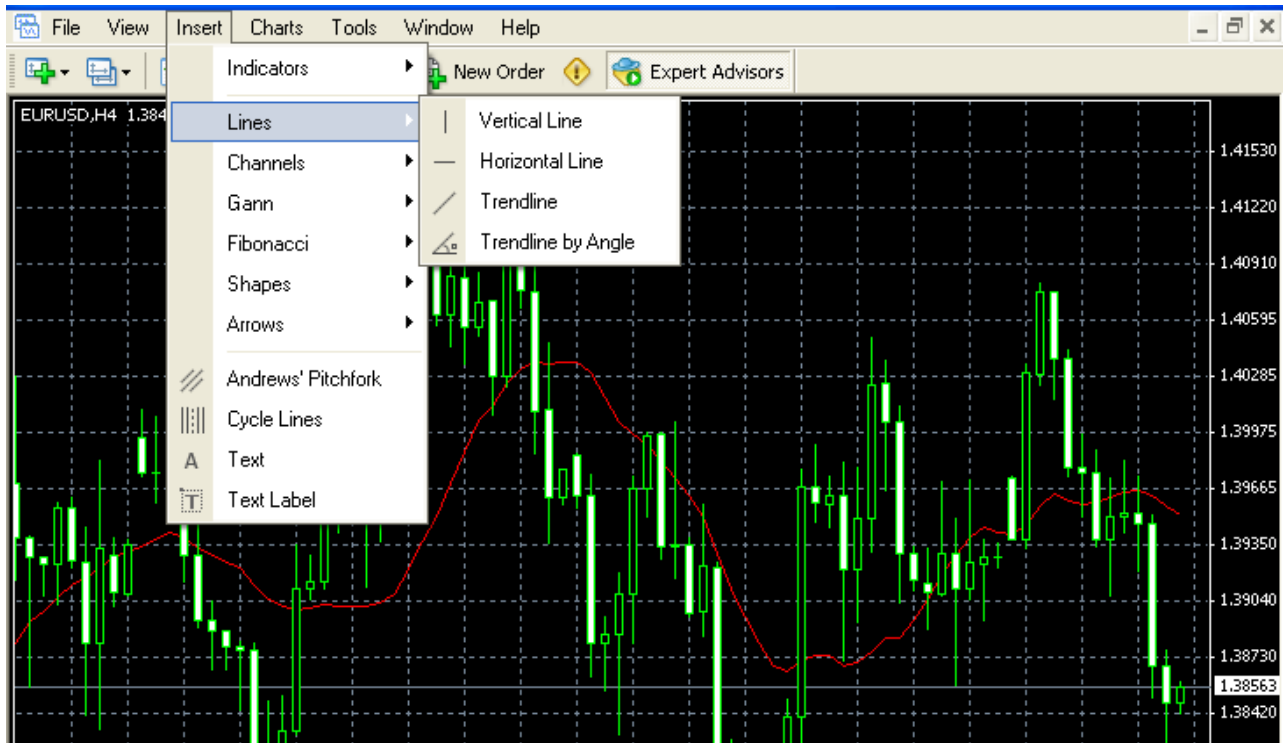 File View Insert Charts Tools Window Help
New Order Expert Advisors
EURUSD,H4 1.384
Indicators
Lines
Channels
Gann
Fibonacci
Shapes
Arrows
Andrews' Pitchfork
Cycle Lines
A Text
T Text Label
Vertical Line
Horizontal Line
Trendline
Trendline by Angle
1.41530
1.41220
1.40910
1.40595
1.40285
1.39975
1.39665
1.39350
1.39040
1.38730
1.38563
1.38420